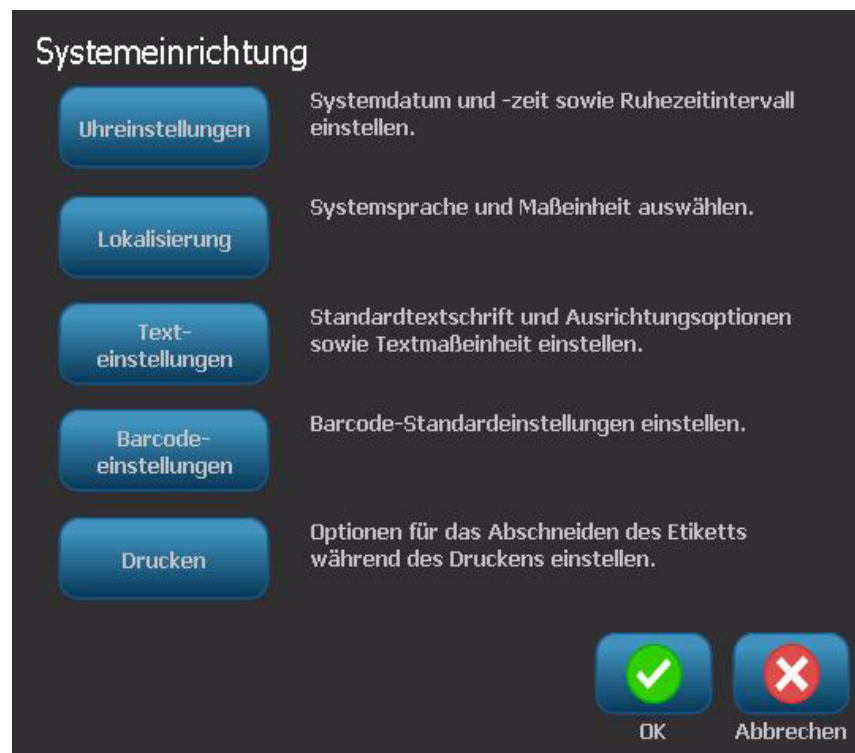 Systemeinrichtung
Uhreinstellungen
Systemdatum und -zeit sowie Ruhezeitintervall
einstellen.
Lokalisierung
Systemsprache und Maßeinheit auswählen.
Text-
einstellungen
Standardtextschrift und Ausrichtungsoptionen
sowie Textmaßeinheit einstellen.
Barcode-
einstellungen
Barcode-Standardeinstellungen einstellen.
Drucken
Optionen für das Abschneiden des Etiketts
während des Druckens einstellen.
OK
Abbrechen